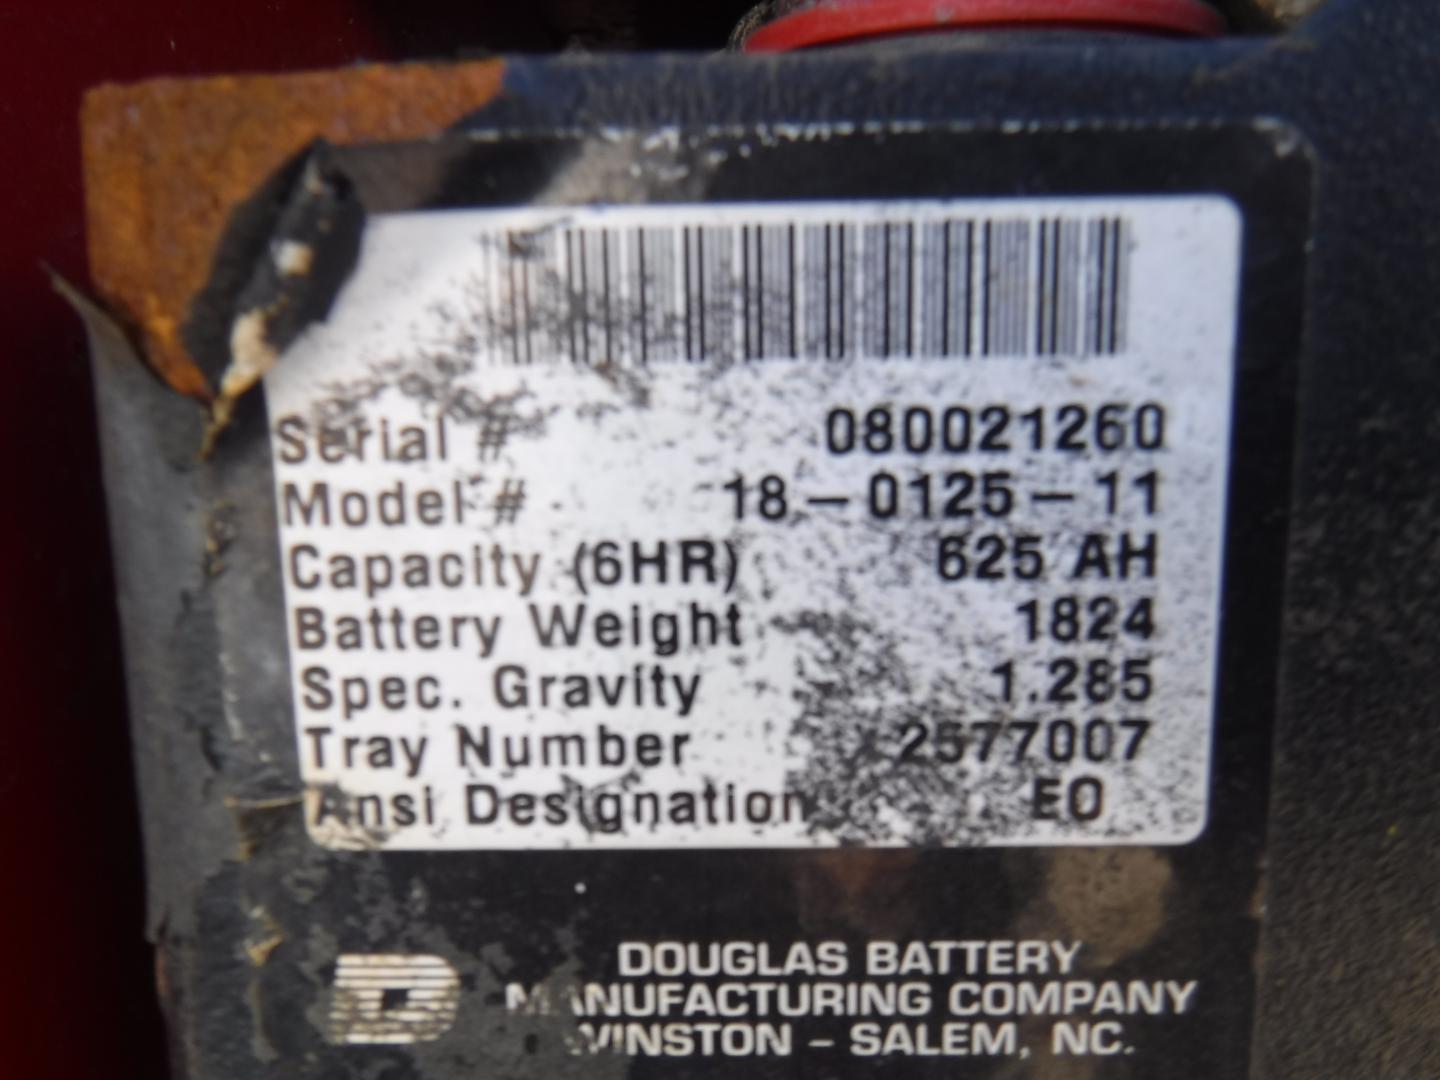 Serial # 080021260
Model # 18-0125-11
Capacity (6HR) 625 AH
Battery Weight 1824
Spec. Gravity 1.285
Tray Number 2577007
Ansi Designation EO
DOUGLAS BATTERY
MANUFACTURING COMPANY
WINSTON - SALEM, NC.